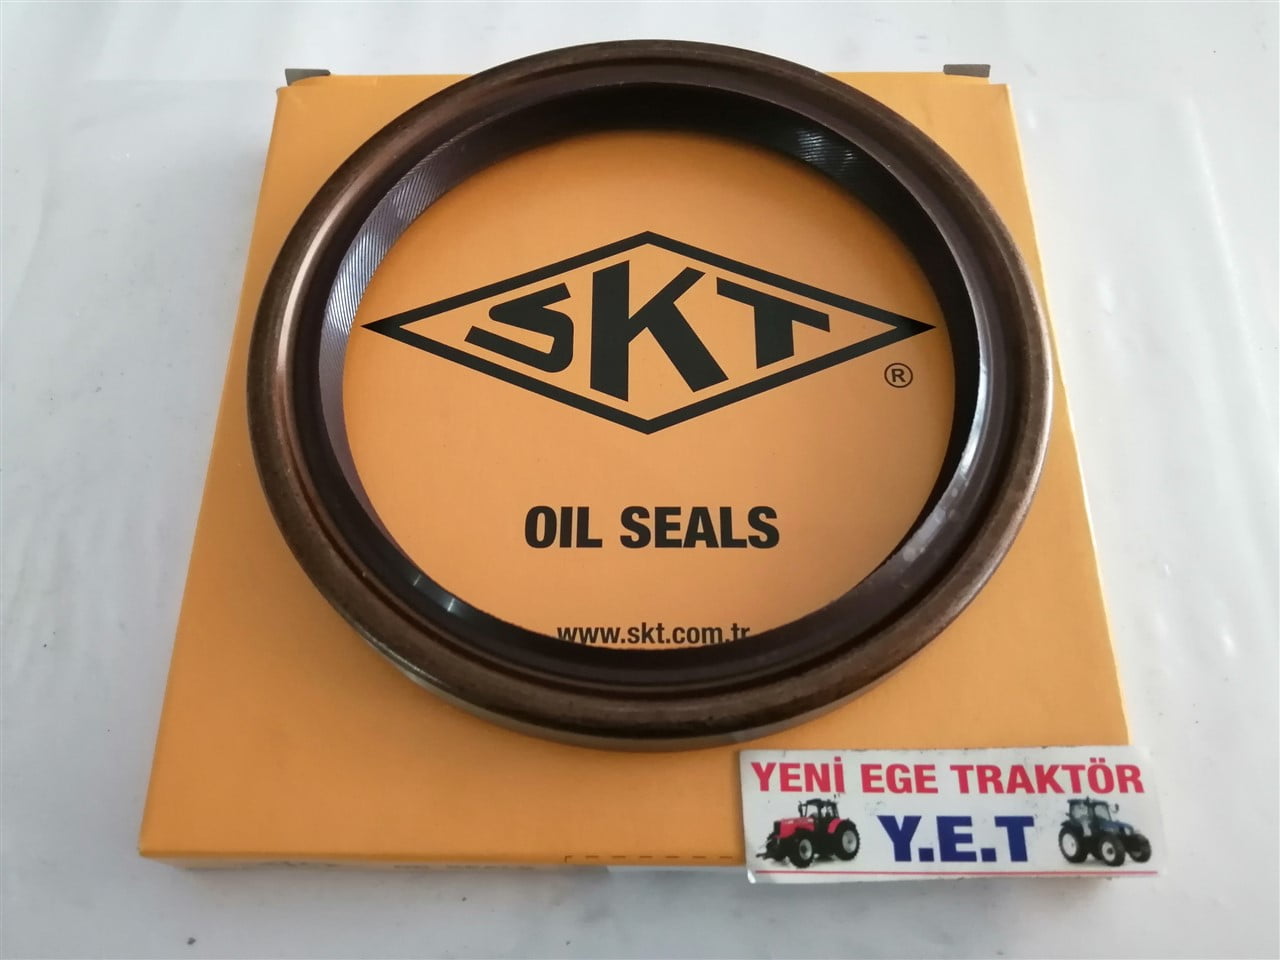 SKT
®
OIL SEALS
www.skt.com.tr
YENİ EGE TRAKTÖR
Y.E.T